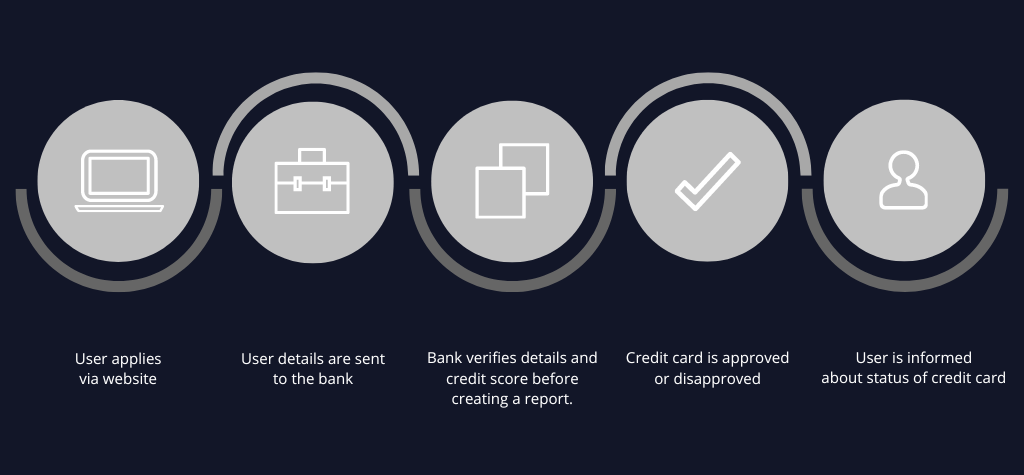 User applies
via website
User details are sent
to the bank
Bank verifies details and
credit score before
creating a report.
Credit card is approved
or disapproved
User is informed
about status of credit card